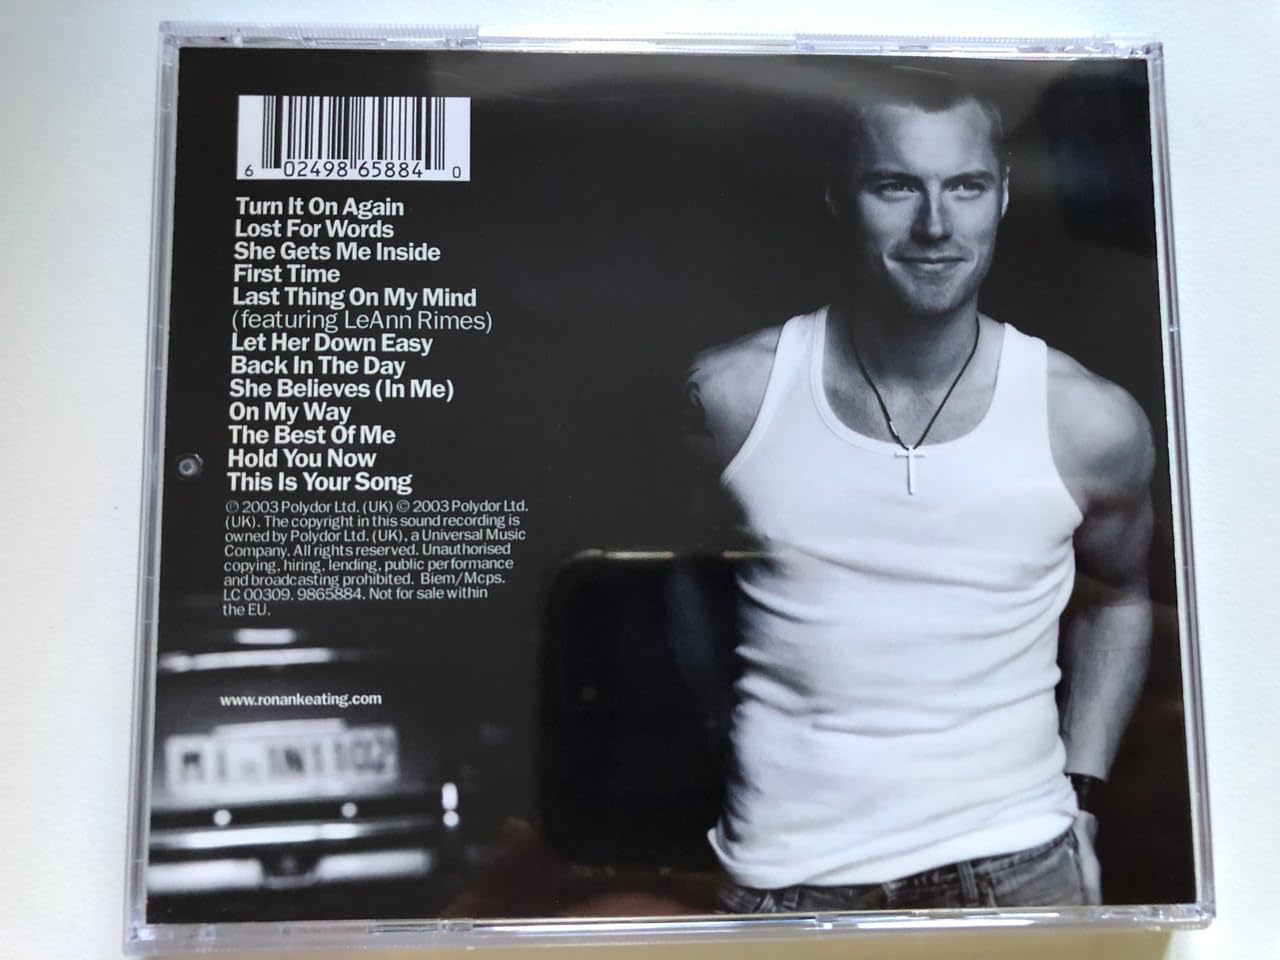 6 02498 65884 0
Turn It On Again
Lost For Words
She Gets Me Inside
First Time
Last Thing On My Mind
(featuring LeAnn Rimes)
Let Her Down Easy
Back In The Day
She Believes (In Me)
On My Way
The Best Of Me
Hold You Now
This Is Your Song
℗ 2003 Polydor Ltd. (UK) © 2003 Polydor Ltd.
(UK). The copyright in this sound recording is
owned by Polydor Ltd. (UK), a Universal Music
Company. All rights reserved. Unauthorised
copying, hiring, lending, public performance
and broadcasting prohibited. Biem/Mcps.
LC 00309. 9865884. Not for sale within
the EU.
www.ronankeating.com